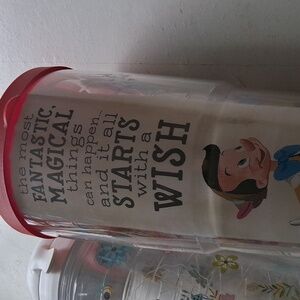 the most
FANTASTIC,
MAGICAL
things
can happen...
and it all
STARTS
with a
WISH